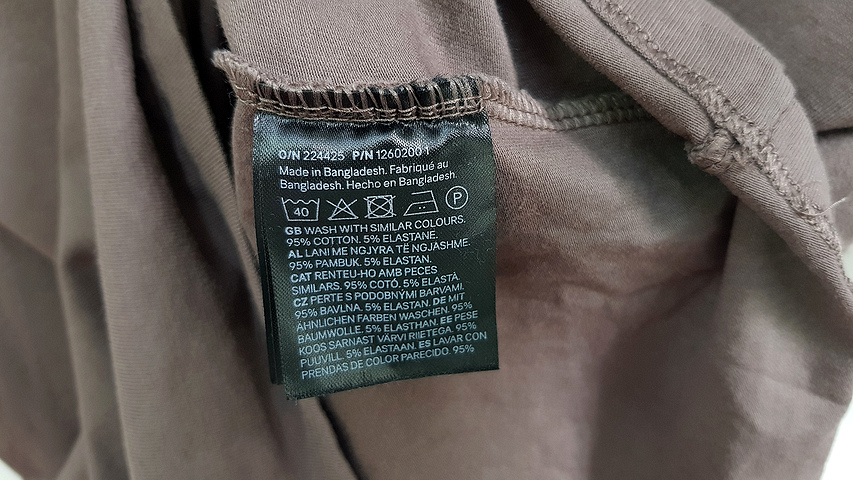 O/N 224425 P/N 1260200 1
Made in Bangladesh. Fabriqué au
Bangladesh. Hecho en Bangladesh.
40 P
GB WASH WITH SIMILAR COLOURS.
95% COTTON. 5% ELASTANE.
AL LANI ME NGJYRA TË NGJASHME.
95% PAMBUK. 5% ELASTAN.
CAT RENTEU-HO AMB PECES
SIMILARS. 95% COTÓ. 5% ELASTÀ.
CZ PERTE S PODOBNÝMI BARVAMI.
95% BAVLNA. 5% ELASTAN. DE MIT
ÄHNLICHEN FARBEN WASCHEN. 95%
BAUMWOLLE. 5% ELASTHAN. EE PESE
KOOS SARNAST VÄRVI RIIETEGA. 95%
PUUVILL. 5% ELASTAAN. ES LAVAR CON
PRENDAS DE COLOR PARECIDO. 95%